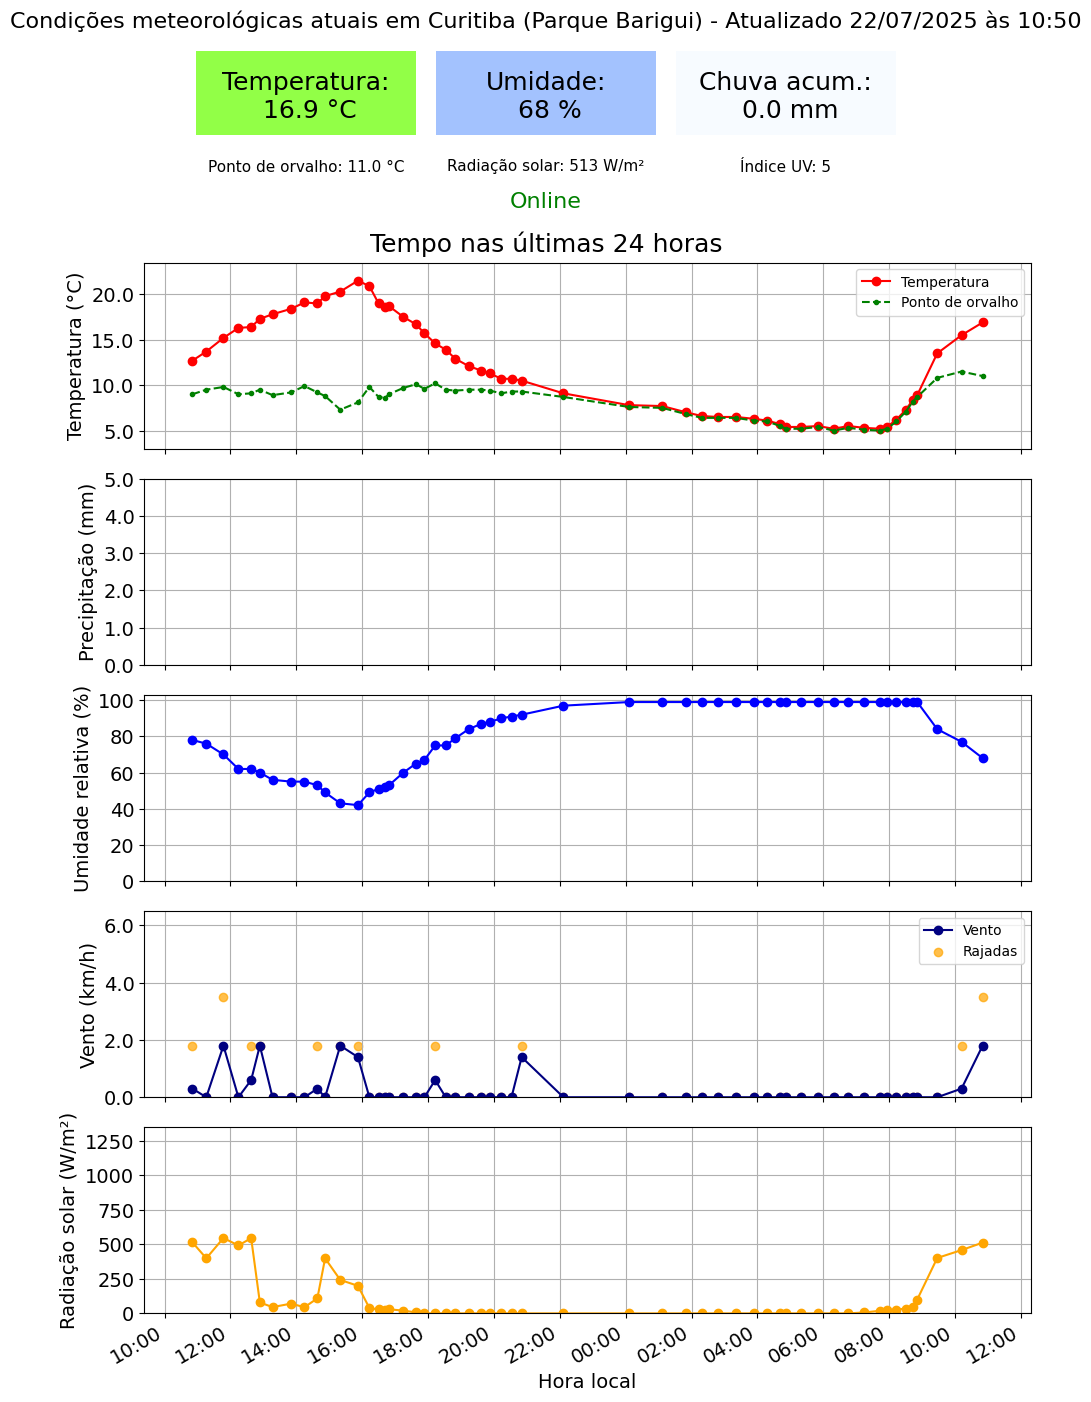 Condições meteorológicas atuais em Curitiba (Parque Barigui) - Atualizado 22/07/2025 às 10:50
Temperatura:
16.9 °C
Umidade:
68 %
Chuva acum.:
0.0 mm
Ponto de orvalho: 11.0 °C
Radiação solar: 513 W/m²
Índice UV: 5
Online
Tempo nas últimas 24 horas
Temperatura (°C)
20.0
15.0
10.0
5.0
Temperatura
Ponto de orvalho
Precipitação (mm)
5.0
4.0
3.0
2.0
1.0
0.0
Umidade relativa (%)
100
80
60
40
20
0
Vento (km/h)
6.0
4.0
2.0
0.0
Vento
Rajadas
Radiação solar (W/m²)
1250
1000
750
500
250
0
10:00
12:00
14:00
16:00
18:00
20:00
22:00
00:00
02:00
04:00
06:00
08:00
10:00
12:00
Hora local